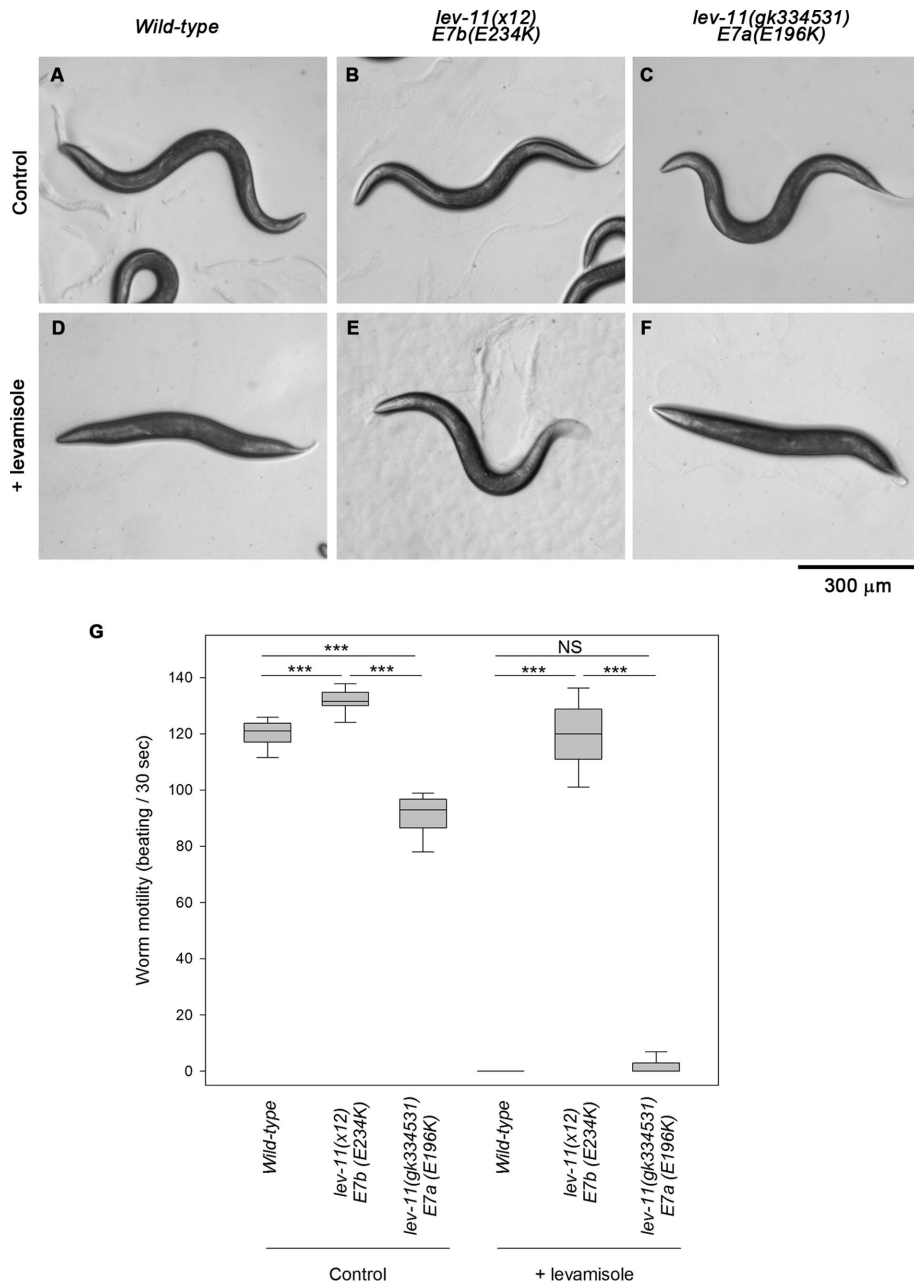 Wild-type
lev-11(x12)
E7b(E234K)
lev-11(gk334531)
E7a(E196K)
Control
A
B
C
+ levamisole
D
E
F
300 μm
G
Worm motility (beating / 30 sec)
140
120
100
80
60
40
20
0
***
***
***
NS
***
***
Wild-type
lev-11(x12)
E7b (E234K)
lev-11(gk334531)
E7a (E196K)
Wild-type
lev-11(x12)
E7b (E234K)
lev-11(gk334531)
E7a (E196K)
Control
+ levamisole